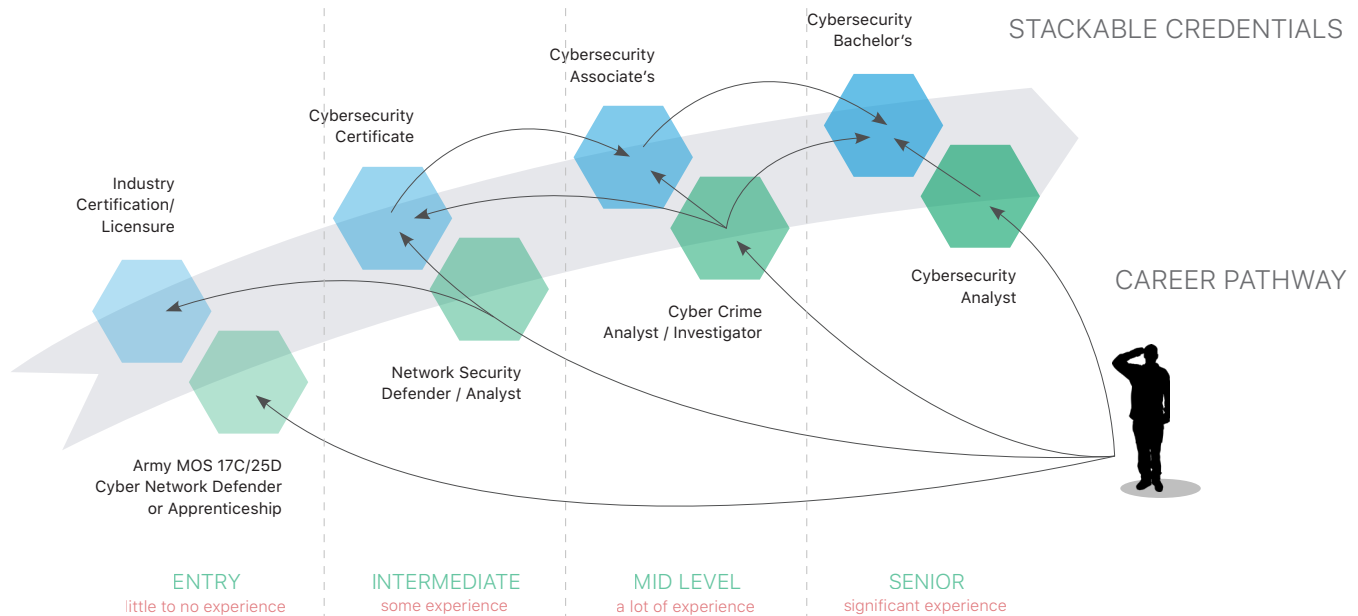 Cybersecurity
Bachelor's
STACKABLE CREDENTIALS
Cybersecurity
Associate's
Cybersecurity
Certificate
Industry
Certification/
Licensure
Cybersecurity
Analyst
CAREER PATHWAY
Cyber Crime
Analyst / Investigator
Network Security
Defender / Analyst
Army MOS 17C/25D
Cyber Network Defender
or Apprenticeship
ENTRY
little to no experience
INTERMEDIATE
some experience
MID LEVEL
a lot of experience
SENIOR
significant experience